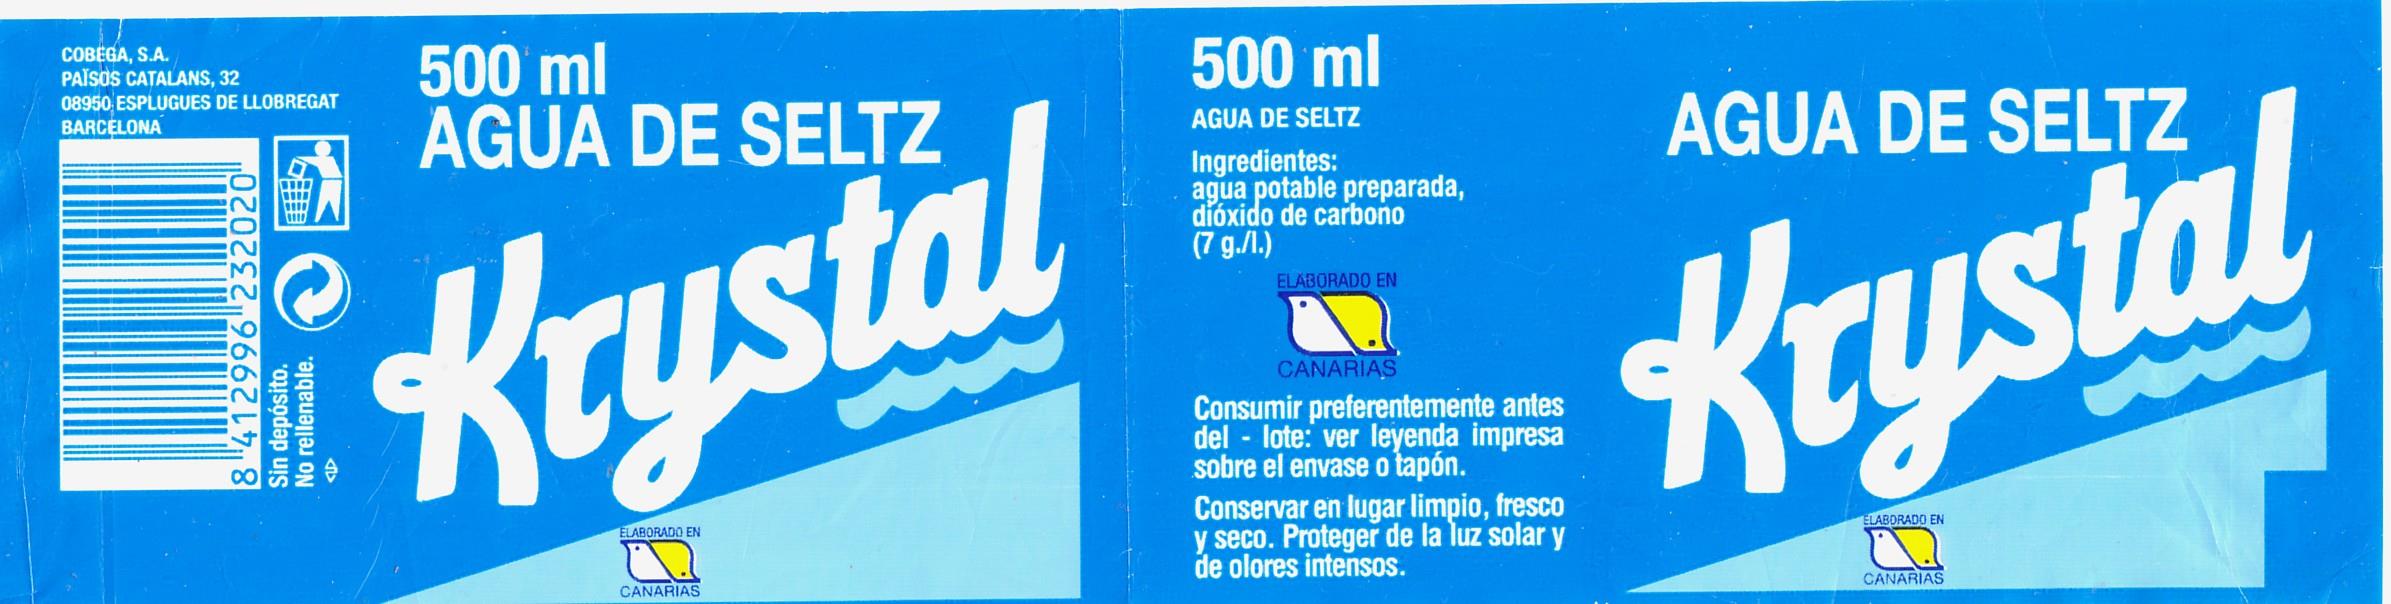 COBEGA, S.A.
PAÏSOS CATALANS, 32
08950 ESPLUGUES DE LLOBREGAT
BARCELONA
8 412996 232020
Sin depósito.
No rellenable.
500 ml
AGUA DE SELTZ
Krystal
ELABORADO EN
CANARIAS
500 ml
AGUA DE SELTZ
Ingredientes:
agua potable preparada,
dióxido de carbono
(7 g./l.)
ELABORADO EN
CANARIAS
Consumir preferentemente antes
del - lote: ver leyenda impresa
sobre el envase o tapón.
Conservar en lugar limpio, fresco
y seco. Proteger de la luz solar y
de olores intensos.
AGUA DE SELTZ
Krystal
ELABORADO EN
CANARIAS